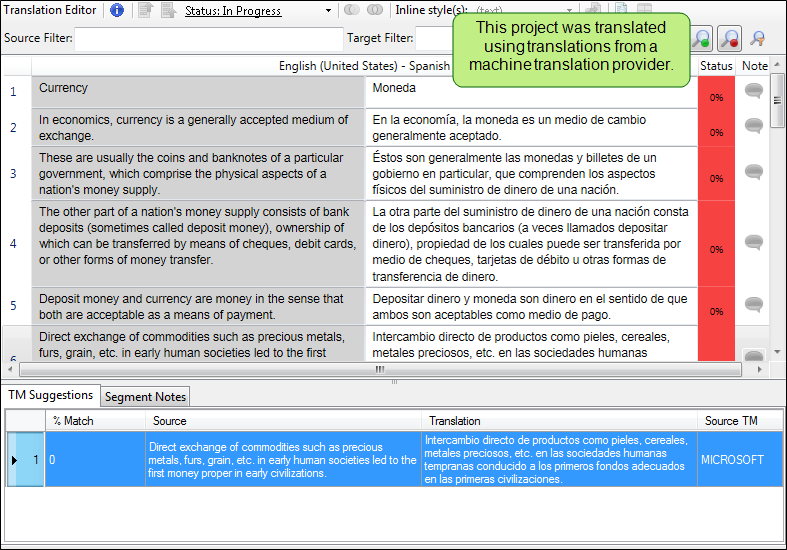 Translation Editor Status: In Progress Inline style(s):
Source Filter: Target Filter:
This project was translated
using translations from a
machine translation provider.
English (United States) - Spanish Status Note
1 Currency Moneda 0%
2 In economics, currency is a generally accepted medium of En la economía, la moneda es un medio de cambio 0%
exchange. generalmente aceptado.
3 These are usually the coins and banknotes of a particular Éstos son generalmente las monedas y billetes de un 0%
government, which comprise the physical aspects of a gobierno en particular, que comprenden los aspectos
nation's money supply. físicos del suministro de dinero de una nación.
4 The other part of a nation's money supply consists of bank La otra parte del suministro de dinero de una nación consta 0%
deposits (sometimes called deposit money), ownership of de los depósitos bancarios (a veces llamados depositar
which can be transferred by means of cheques, debit cards, dinero), propiedad de los cuales puede ser transferida por
or other forms of money transfer. medio de cheques, tarjetas de débito u otras formas de
transferencia de dinero.
5 Deposit money and currency are money in the sense that Depositar dinero y moneda son dinero en el sentido de que 0%
both are acceptable as a means of payment. ambos son aceptables como medio de pago.
6 Direct exchange of commodities such as precious metals, Intercambio directo de productos como pieles, cereales,
furs, grain, etc. in early human societies led to the first metales preciosos, etc. en las sociedades humanas
TM Suggestions Segment Notes
% Match Source Translation Source TM
1 0 Direct exchange of commodities such as precious Intercambio directo de productos como pieles, cereales, MICROSOFT
metals, furs, grain, etc. in early human societies led to the metales preciosos, etc. en las sociedades humanas
first money proper in early civilizations. tempranas conducido a los primeros fondos adecuados
en las primeras civilizaciones.